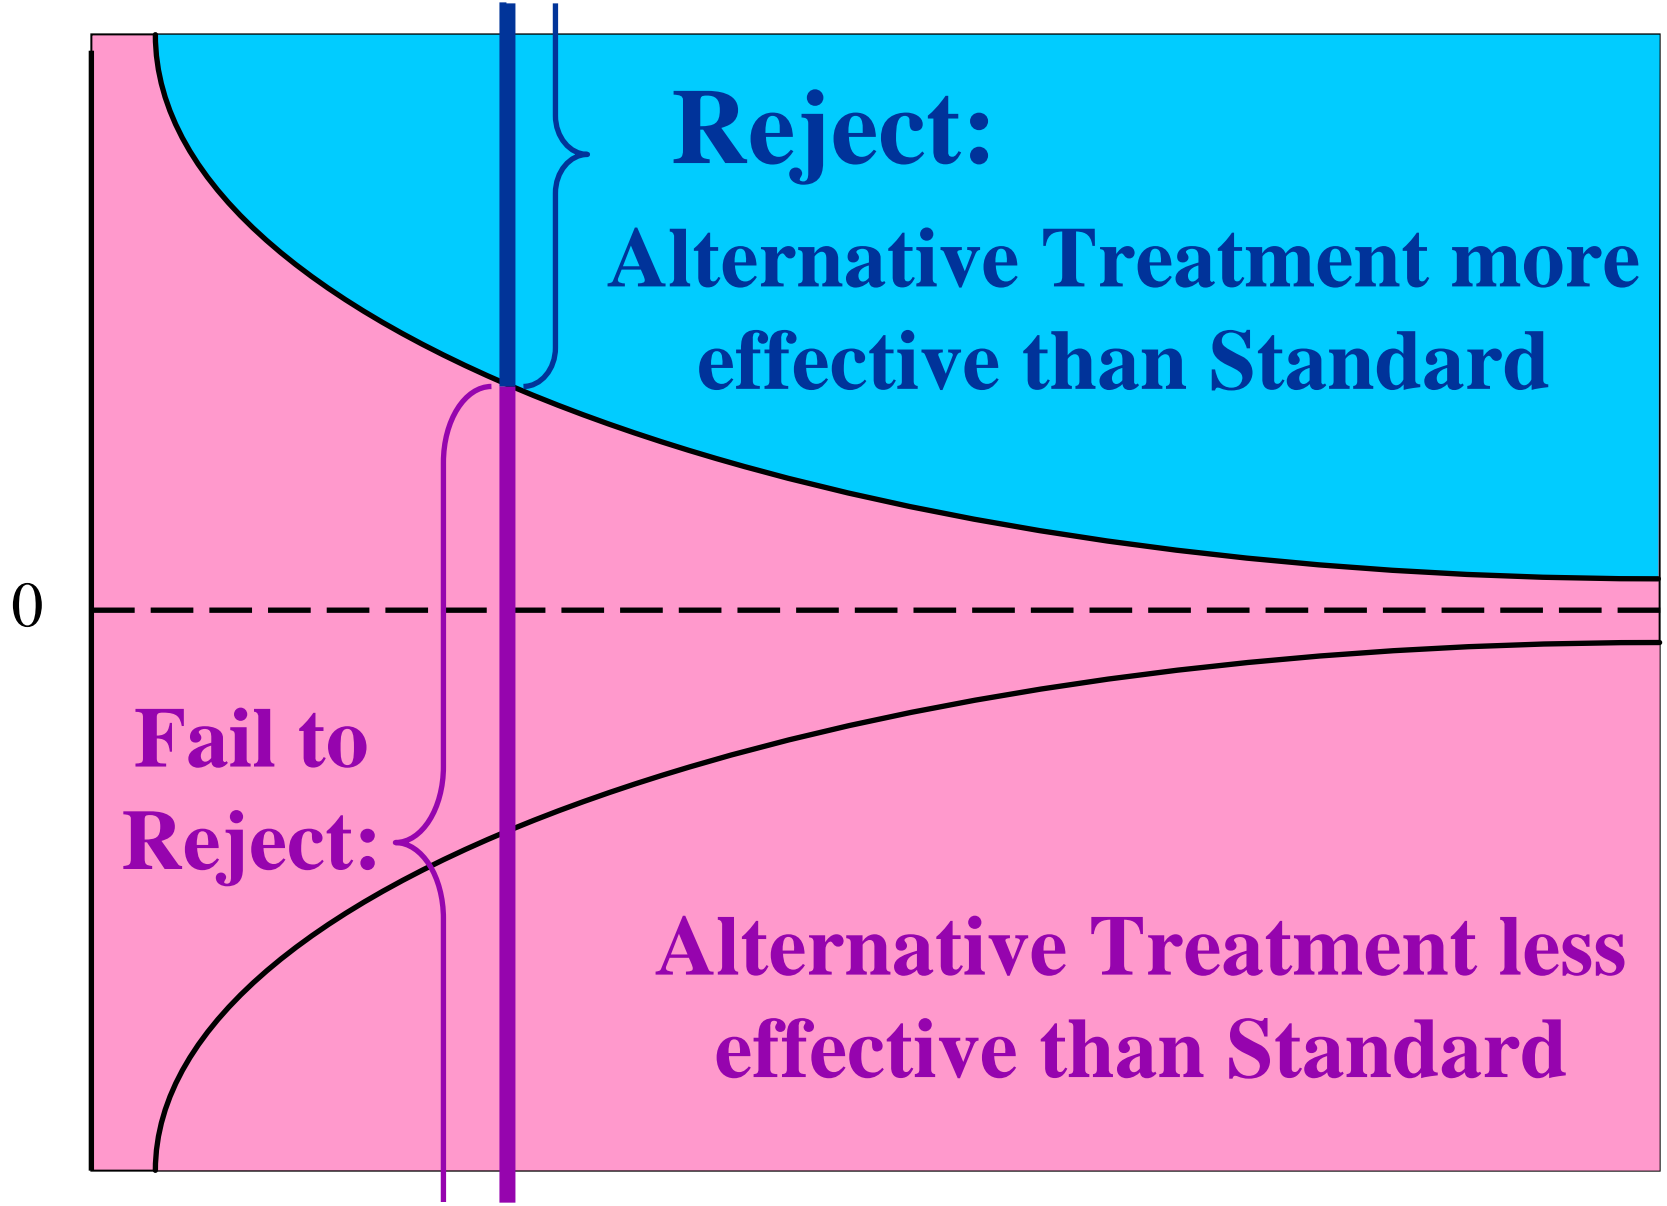 Reject:
Alternative Treatment more
effective than Standard
0
Fail to
Reject:
Alternative Treatment less
effective than Standard